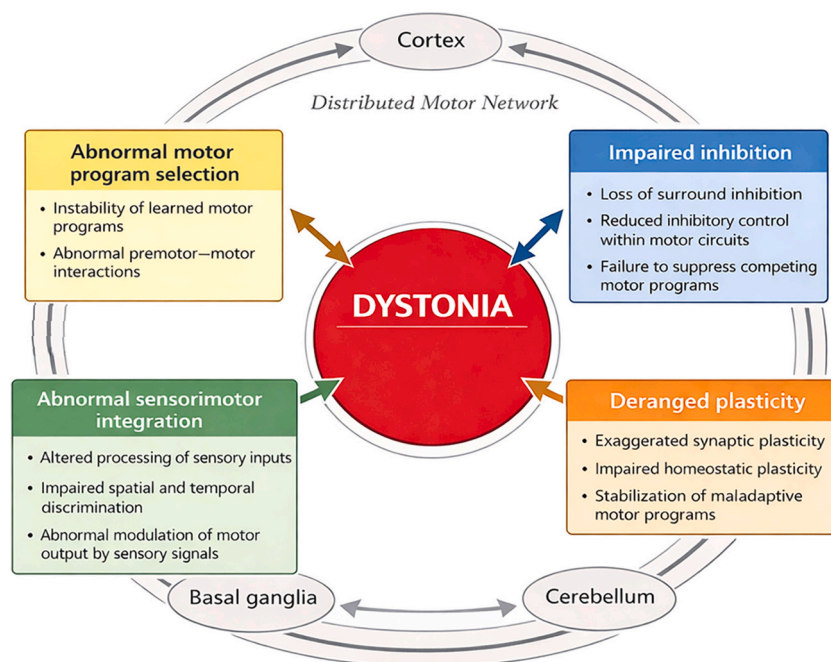 Cortex
Distributed Motor Network
Abnormal motor
program selection
• Instability of learned motor
programs
• Abnormal premotor—motor
interactions
Impaired inhibition
• Loss of surround inhibition
• Reduced inhibitory control
within motor circuits
• Failure to suppress competing
motor programs
DYSTONIA
Abnormal sensorimotor
integration
• Altered processing of sensory inputs
• Impaired spatial and temporal
discrimination
• Abnormal modulation of motor
output by sensory signals
Deranged plasticity
• Exaggerated synaptic plasticity
• Impaired homeostatic plasticity
• Stabilization of maladaptive
motor programs
Basal ganglia
Cerebellum